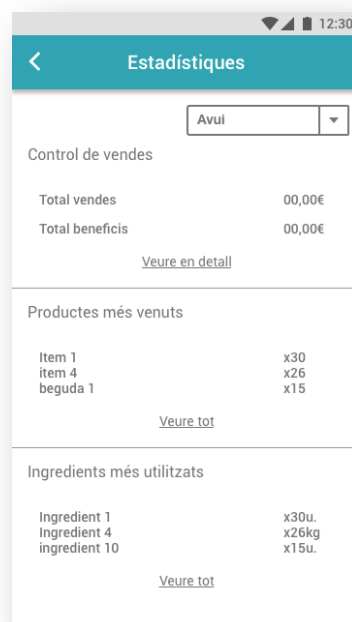 12:30
Estadístiques
Avui
Control de vendes
Total vendes 00,00€
Total beneficis 00,00€
Veure en detall
Productes més venuts
Item 1 x30
item 4 x26
beguda 1 x15
Veure tot
Ingredients més utilitzats
Ingredient 1 x30u.
Ingredient 4 x26kg
ingredient 10 x15u.
Veure tot